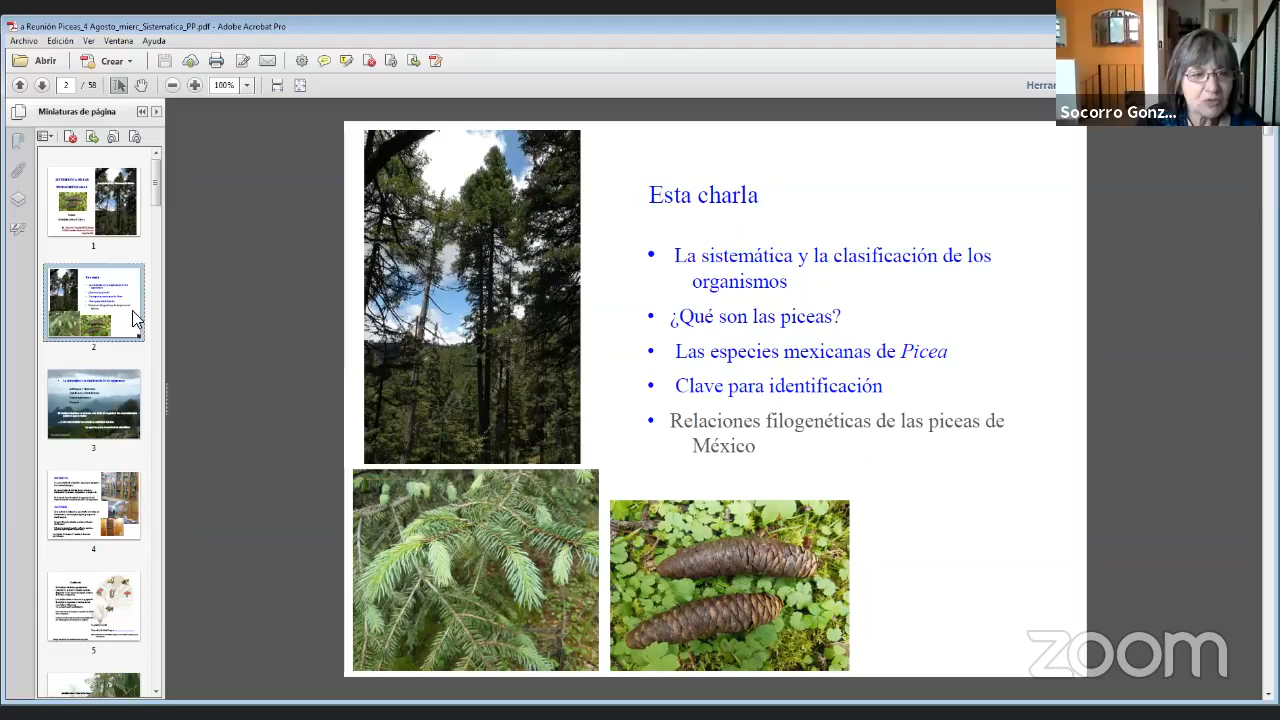 a Reunión Piceas_4 Agosto_mierc_Sistematica_PP.pdf - Adobe Acrobat Pro
Archivo Edición Ver Ventana Ayuda
Abrir Crear
2 / 58 100% Herrar
Miniaturas de página
1
2
3
4
5
Esta charla
• La sistemática y la clasificación de los
organismos
• ¿Qué son las piceas?
• Las especies mexicanas de Picea
• Clave para identificación
• Relaciones filogenéticas de las piceas de
México
Socorro Gonz...
zoom